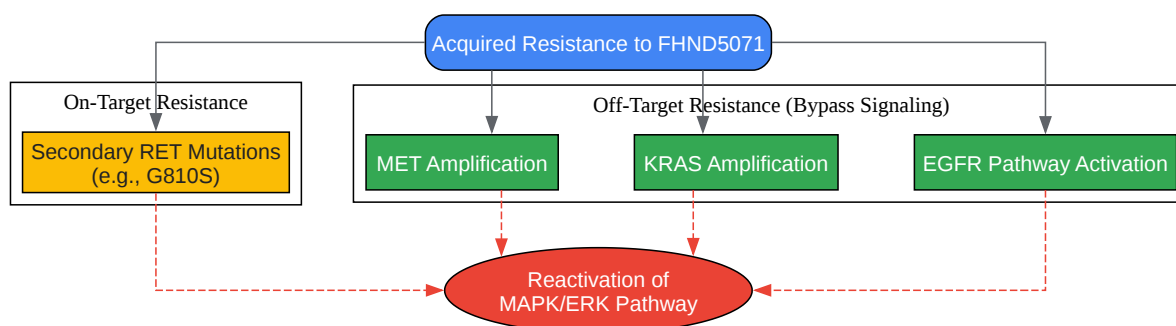 Acquired Resistance to FHND5071
On-Target Resistance
Off-Target Resistance (Bypass Signaling)
Secondary RET Mutations
(e.g., G810S)
MET Amplification
KRAS Amplification
EGFR Pathway Activation
Reactivation of
MAPK/ERK Pathway